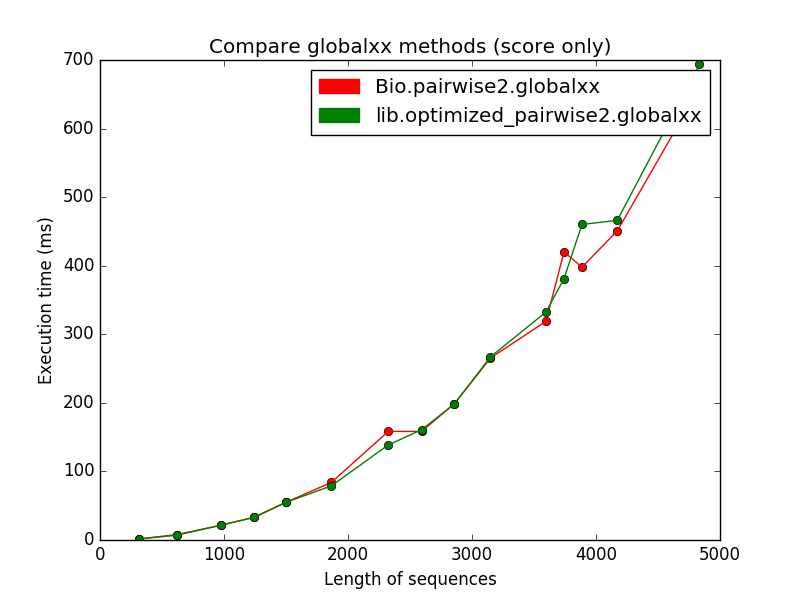 Compare globalxx methods (score only)
Bio.pairwise2.globalxx
lib.optimized_pairwise2.globalxx
700
600
500
400
300
200
100
0
Execution time (ms)
0 1000 2000 3000 4000 5000
Length of sequences